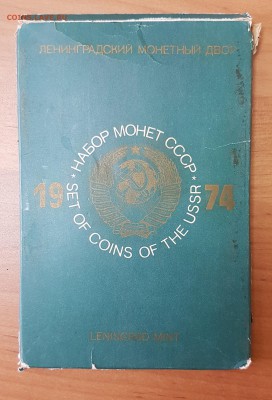 ЛЕНИНГРАДСКИЙ МОНЕТНЫЙ ДВОР
НАБОР МОНЕТ СССР
19 74
* SET OF COINS OF THE USSR *
LENINGRAD MINT